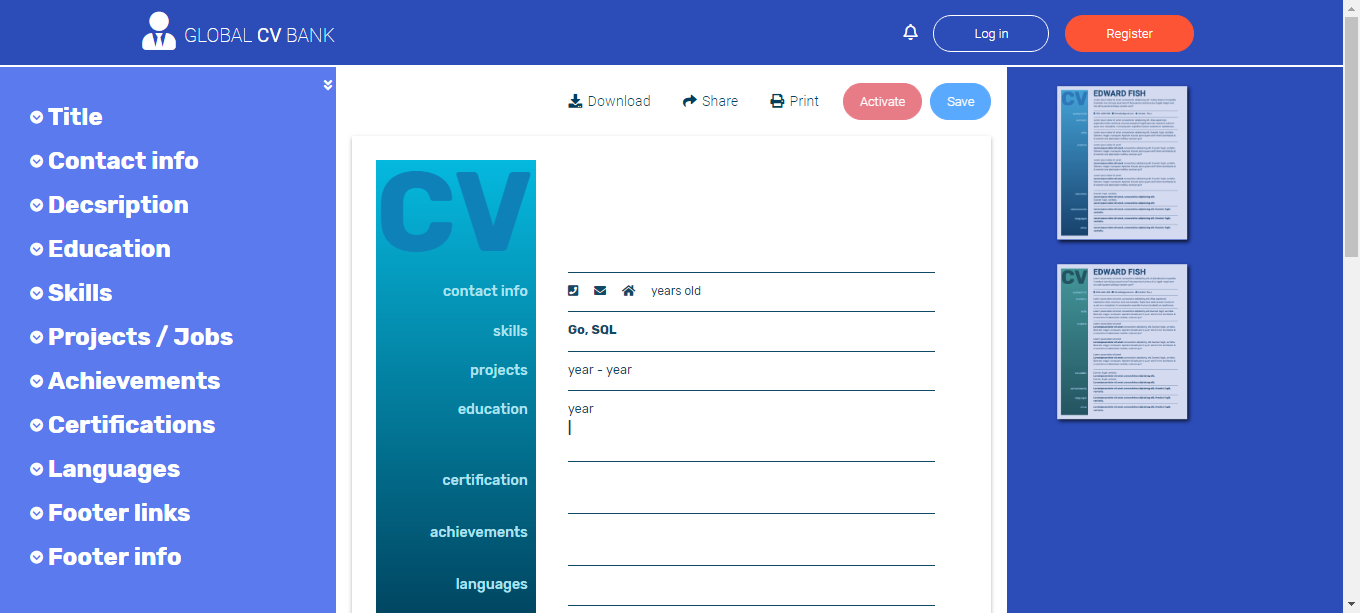 GLOBAL CV BANK
Log in
Register
Title
Contact info
Decsription
Education
Skills
Projects / Jobs
Achievements
Certifications
Languages
Footer links
Footer info
Download
Share
Print
Activate
Save
CV
contact info
years old
skills
Go, SQL
projects
year - year
education
year
certification
achievements
languages
CV
EDWARD FISH
CV
EDWARD FISH